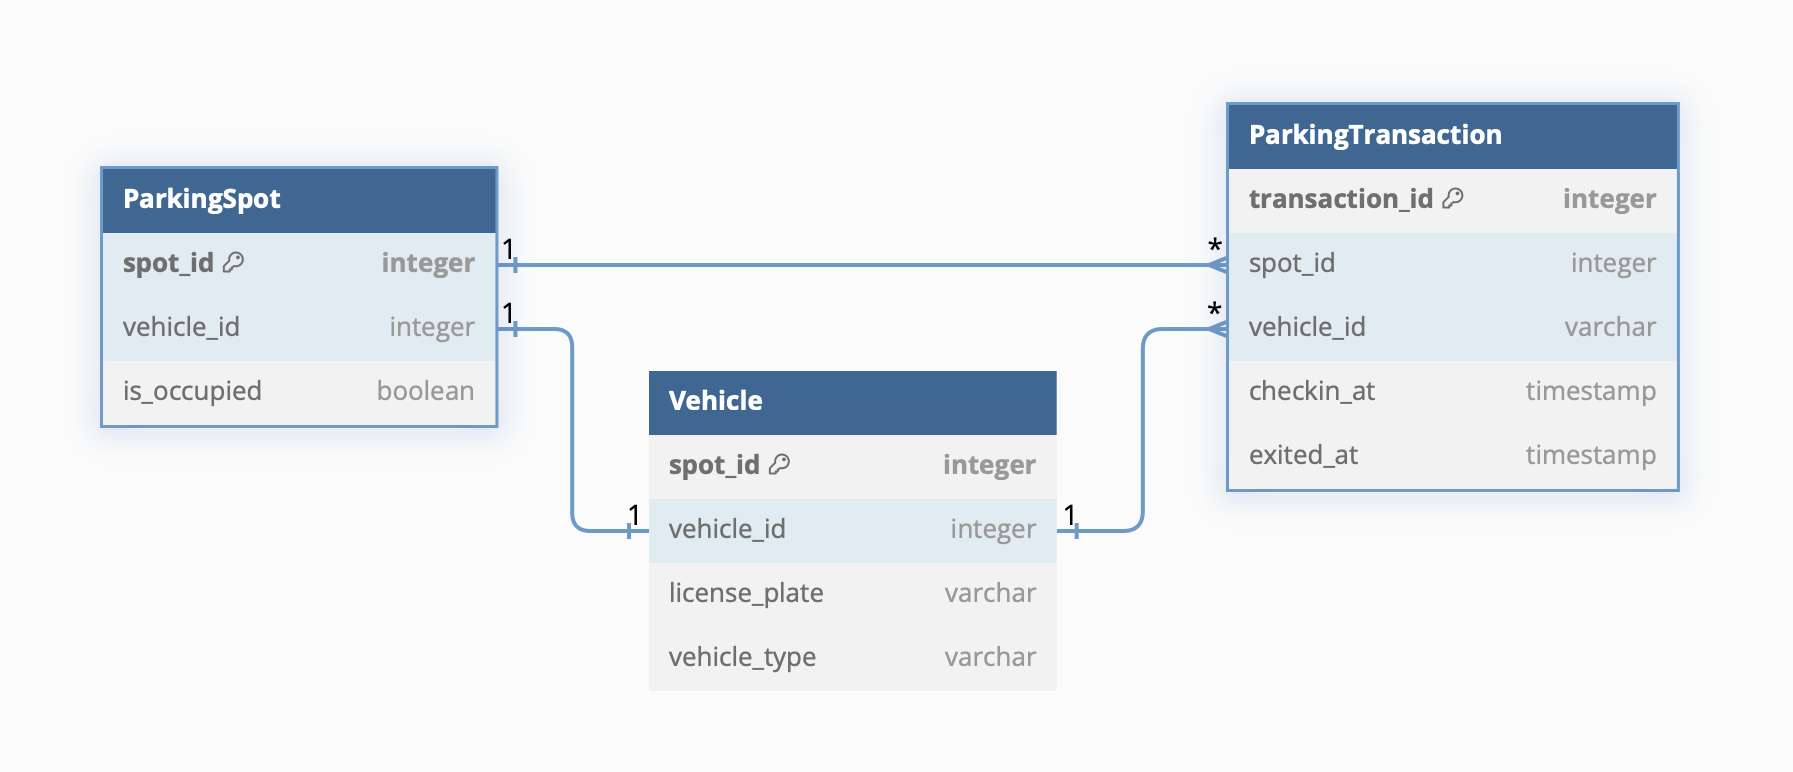 ParkingSpot
spot_id integer
vehicle_id integer
is_occupied boolean
1
1
Vehicle
spot_id integer
vehicle_id integer
license_plate varchar
vehicle_type varchar
1
1
ParkingTransaction
transaction_id integer
spot_id integer
vehicle_id varchar
checkin_at timestamp
exited_at timestamp
*
*